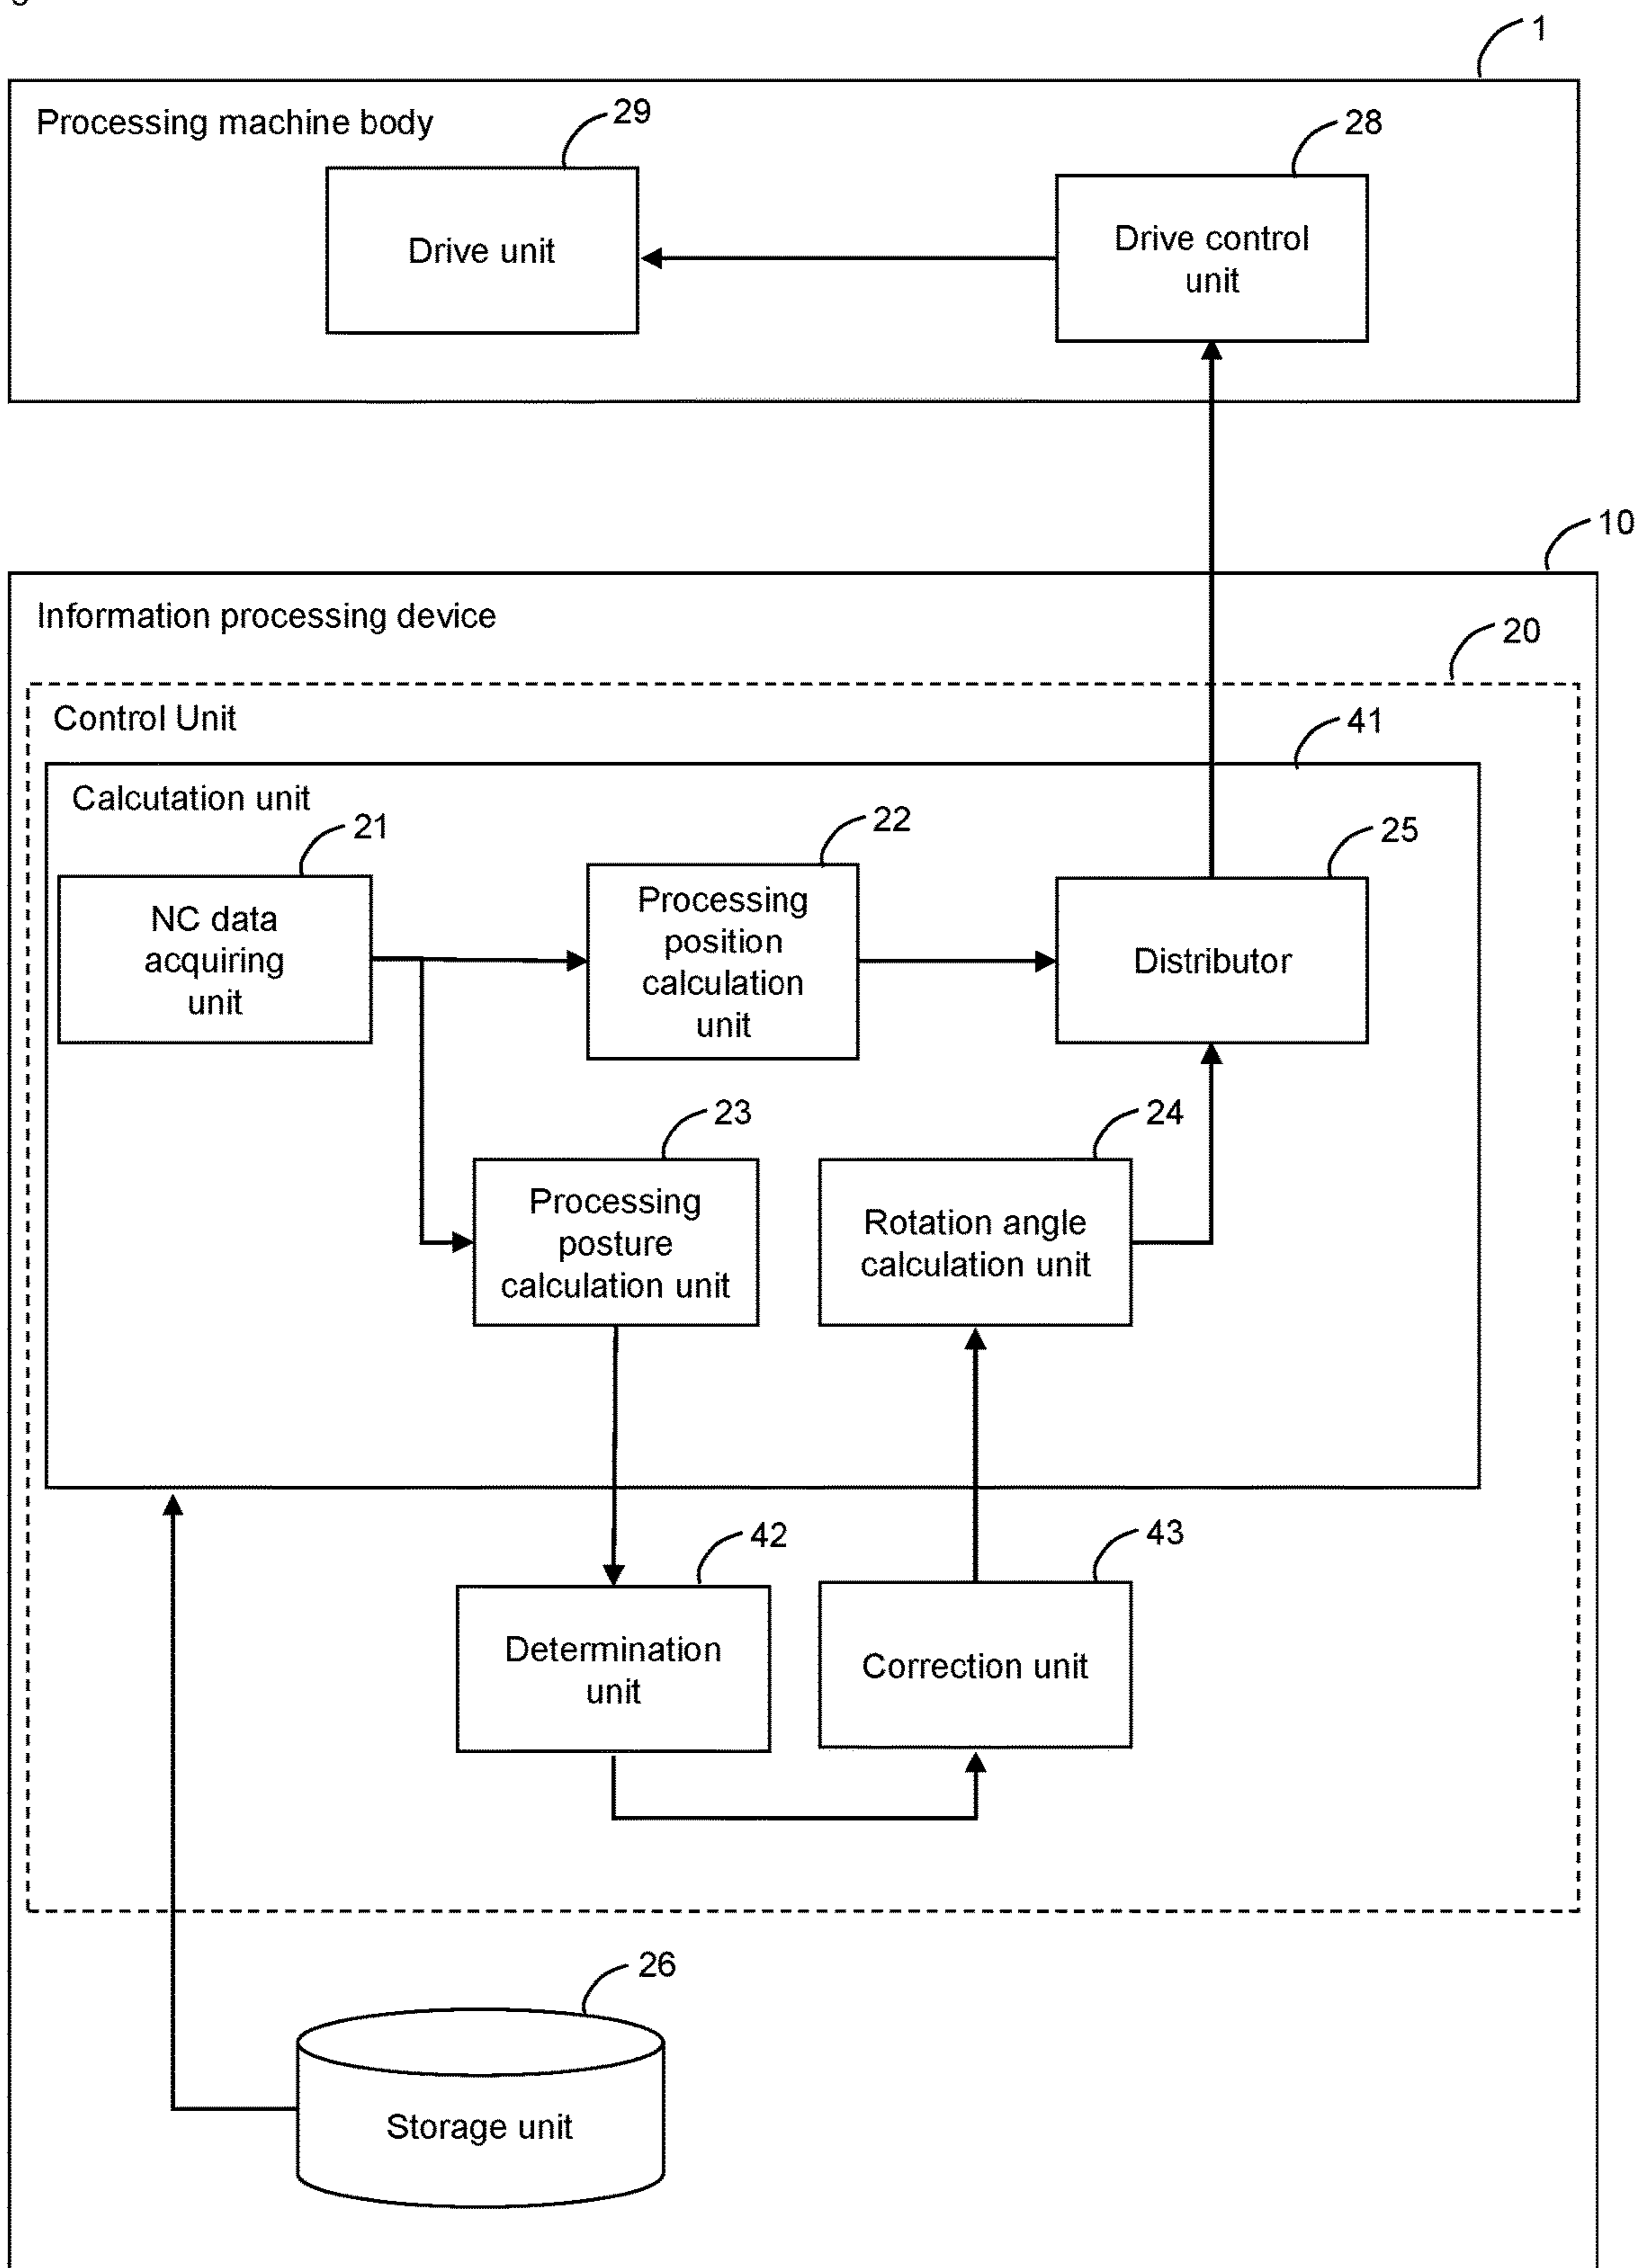 1
Processing machine body
29
28
Drive unit
Drive control
unit
10
Information processing device
20
Control Unit
41
Calcutation unit
21
22
25
NC data
acquiring
unit
Processing
position
calculation
unit
Distributor
23
24
Processing
posture
calculation unit
Rotation angle
calculation unit
42
43
Determination
unit
Correction unit
26
Storage unit